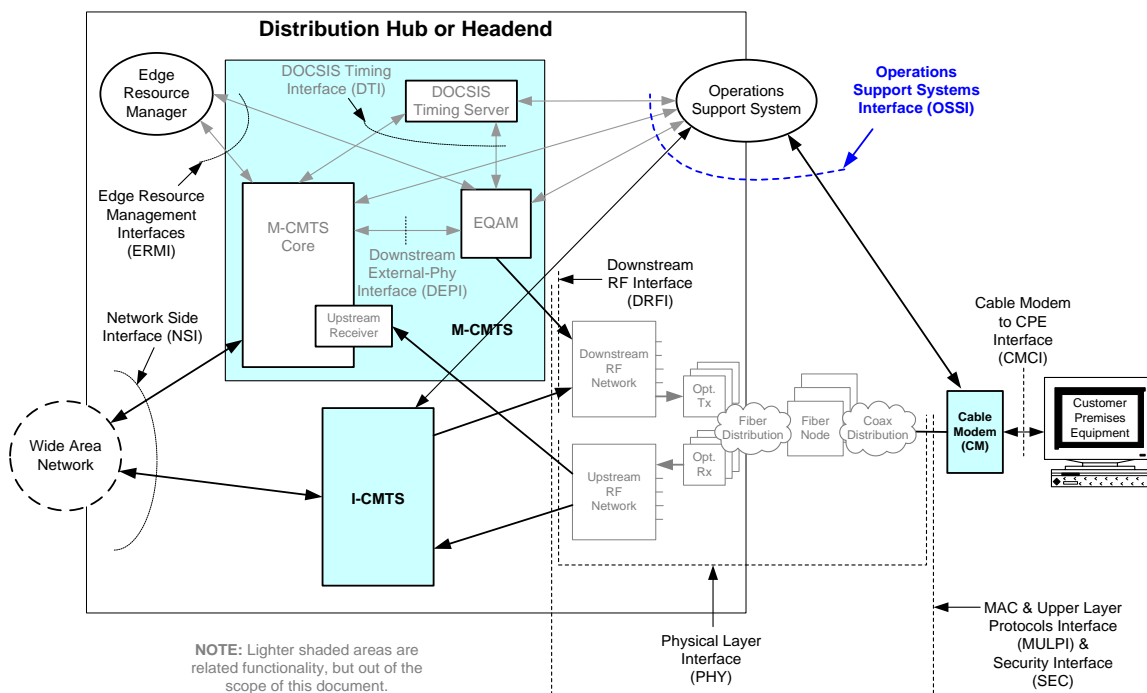 Distribution Hub or Headend
Edge
Resource
Manager
DOCSIS Timing
Interface (DTI)
DOCSIS
Timing Server
Operations
Support System
Operations
Support Systems
Interface (OSSI)
Edge Resource
Management
Interfaces
(ERMI)
M-CMTS
Core
EQAM
Downstream
External-Phy
Interface (DEPI)
Upstream
Receiver
M-CMTS
Downstream
RF Interface
(DRFI)
Network Side
Interface (NSI)
Cable Modem
to CPE
Interface
(CMCI)
Downstream
RF
Network
Opt.
Tx
Fiber
Distribution
Fiber
Node
Coax
Distribution
Cable
Modem
(CM)
Customer
Premises
Equipment
Wide Area
Network
I-CMTS
Upstream
RF
Network
Opt.
Rx
NOTE: Lighter shaded areas are
related functionality, but out of the
scope of this document.
Physical Layer
Interface
(PHY)
MAC & Upper Layer
Protocols Interface
(MULPI) &
Security Interface
(SEC)